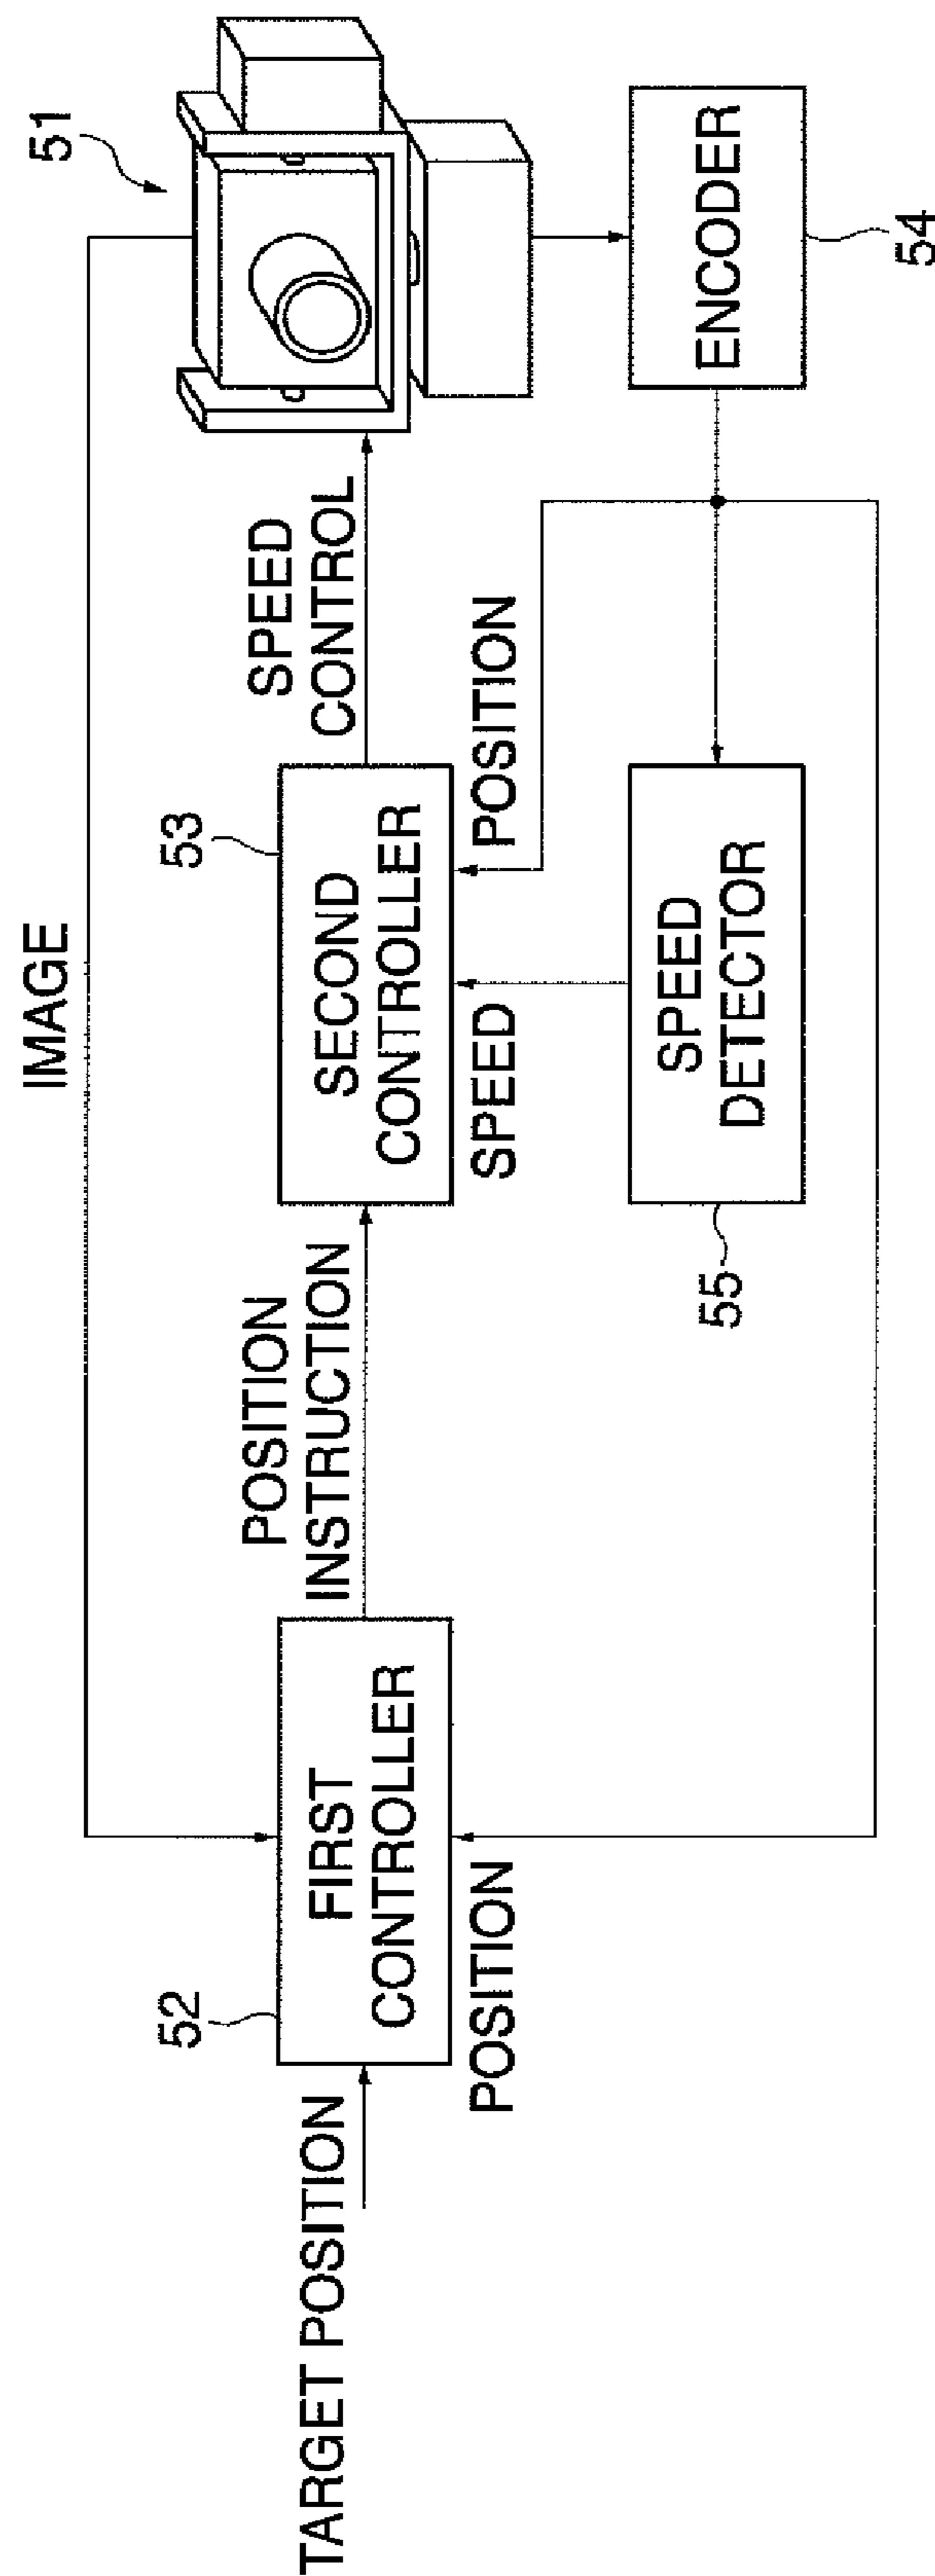 IMAGE
51
TARGET POSITION
52
FIRST
CONTROLLER
POSITION
POSITION
INSTRUCTION
53
SECOND
CONTROLLER
SPEED
POSITION
SPEED
CONTROL
SPEED
DETECTOR
55
ENCODER
54